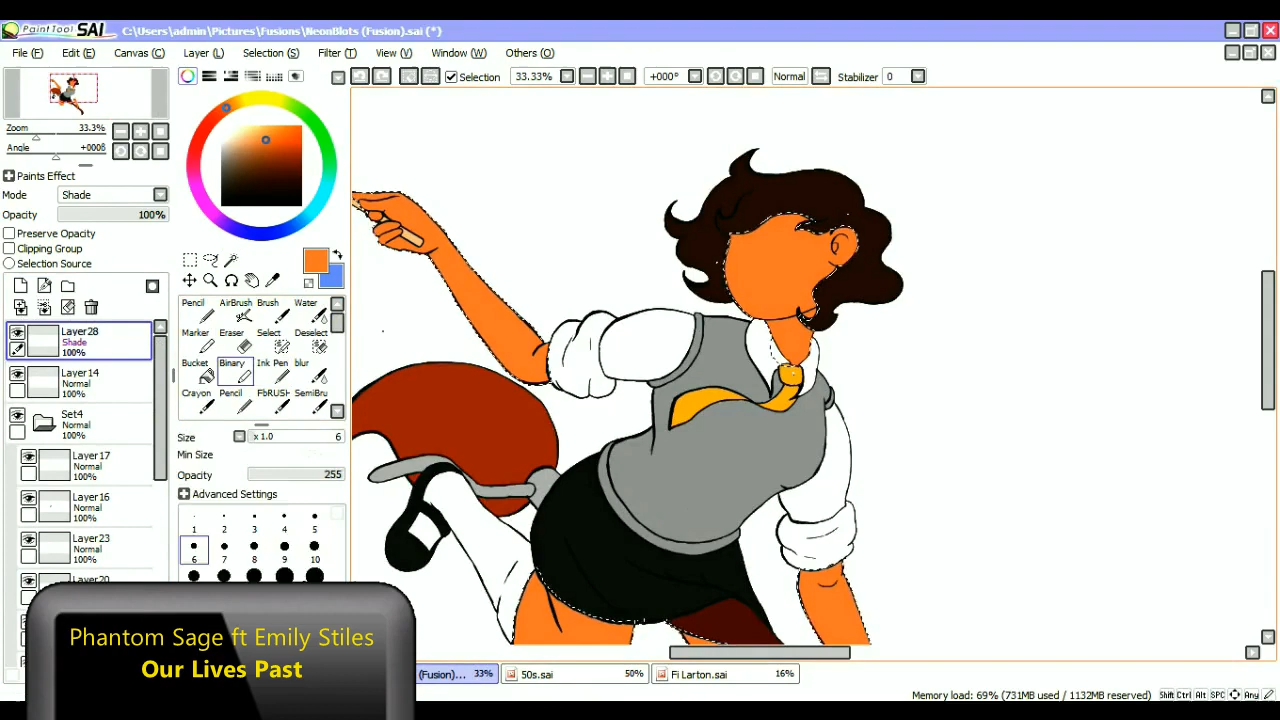 PaintTool SAI C:\Users\admin\Pictures\Fusions\NeonBlots (Fusion).sai (*)
File (F) Edit (E) Canvas (C) Layer (L) Selection (S) Filter (T) View (V) Window (W) Others (O)
Selection 33.33% +000° Normal Stabilizer 0
Zoom 33.3%
Angle +000θ
Paints Effect
Mode Shade
Opacity 100%
Preserve Opacity
Clipping Group
Selection Source
Layer28
Shade
100%
Layer14
Normal
100%
Set4
Normal
100%
Layer17
Normal
100%
Layer16
Normal
100%
Layer23
Normal
100%
Layer20
Pencil AirBrush Brush Water
Marker Eraser Select Deselect
Bucket Binary Ink Pen blur
Crayon Pencil FbRUSH SemiBru
Size x 1.0 6
Min Size
Opacity 255
Advanced Settings
1 2 3 4 5
6 7 8 9 10
Phantom Sage ft Emily Stiles
Our Lives Past
(Fusion)... 33% 50s.sai 50% Fi Larton.sai 16%
Memory load: 69% (731MB used / 1132MB reserved) Shift Ctrl Alt SPC Any